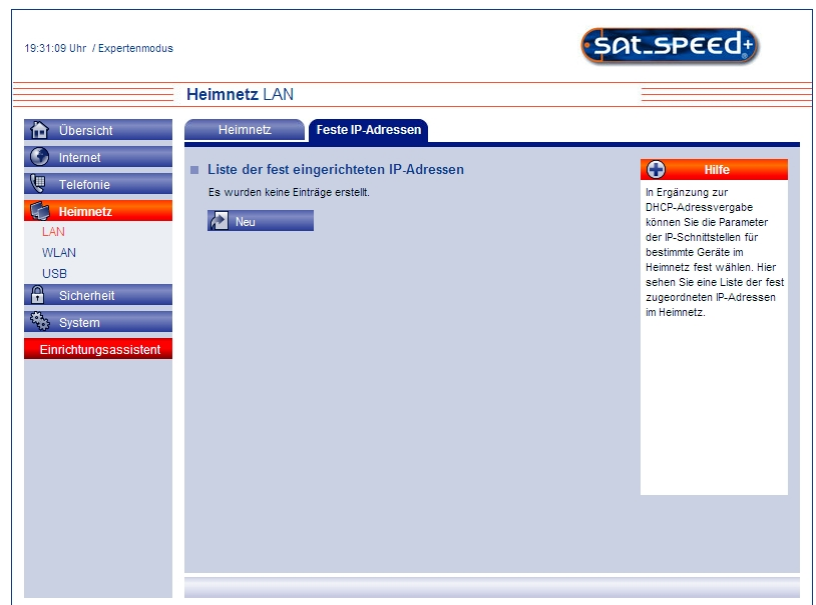 19:31:09 Uhr / Expertenmodus
sat_speed+
Heimnetz LAN
Übersicht
Internet
Telefonie
Heimnetz
LAN
WLAN
USB
Sicherheit
System
Einrichtungsassistent
Heimnetz
Feste IP-Adressen
Liste der fest eingerichteten IP-Adressen
Es wurden keine Einträge erstellt.
Neu
Hilfe
In Ergänzung zur
DHCP-Adressvergabe
können Sie die Parameter
der IP-Schnittstellen für
bestimmte Geräte im
Heimnetz fest wählen. Hier
sehen Sie eine Liste der fest
zugeordneten IP-Adressen
im Heimnetz.